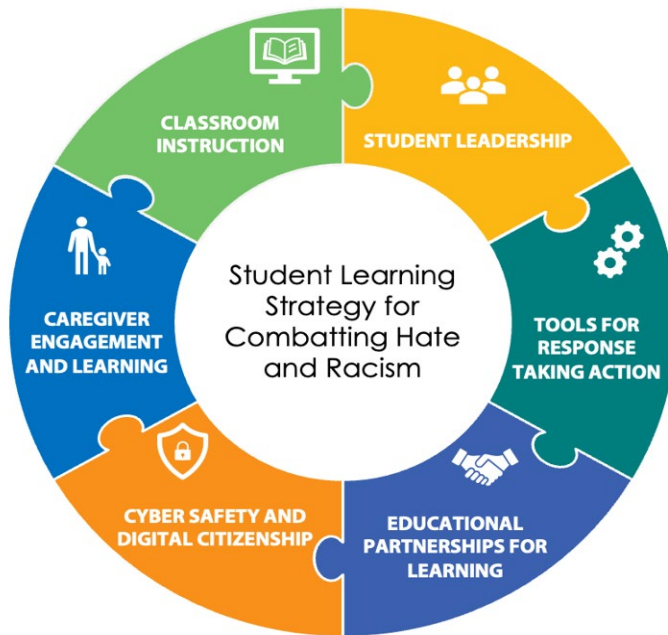 CLASSROOM
INSTRUCTION
STUDENT LEADERSHIP
TOOLS FOR
RESPONSE
TAKING ACTION
EDUCATIONAL
PARTNERSHIPS FOR
LEARNING
CYBER SAFETY AND
DIGITAL CITIZENSHIP
CAREGIVER
ENGAGEMENT
AND LEARNING
Student Learning
Strategy for
Combatting Hate
and Racism